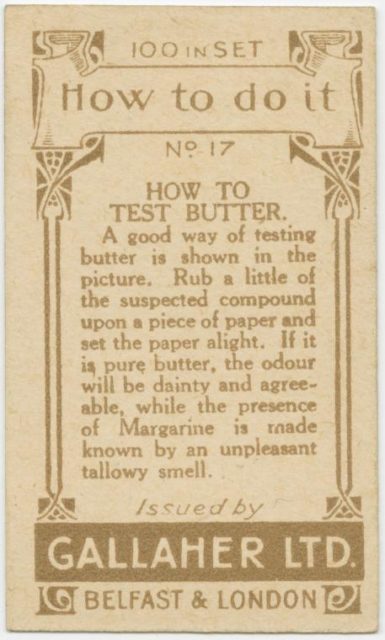 100 IN SET
How to do it
No. 17
HOW TO
TEST BUTTER.
A good way of testing
butter is shown in the
picture. Rub a little of
the suspected compound
upon a piece of paper and
set the paper alight. If it
is pure butter, the odour
will be dainty and agree-
able, while the presence
of Margarine is made
known by an unpleasant
tallowy smell.
Issued by
GALLAHER LTD.
BELFAST & LONDON